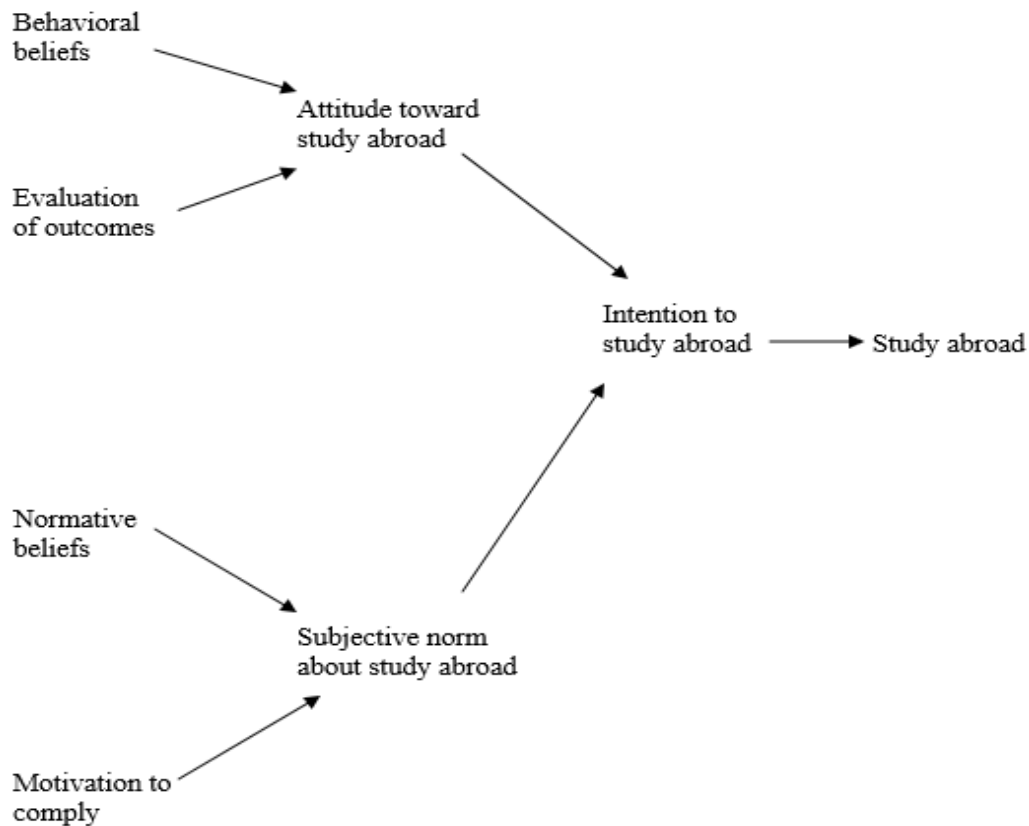 Behavioral
beliefs
Attitude toward
study abroad
Evaluation
of outcomes
Intention to
study abroad
Study abroad
Normative
beliefs
Subjective norm
about study abroad
Motivation to
comply